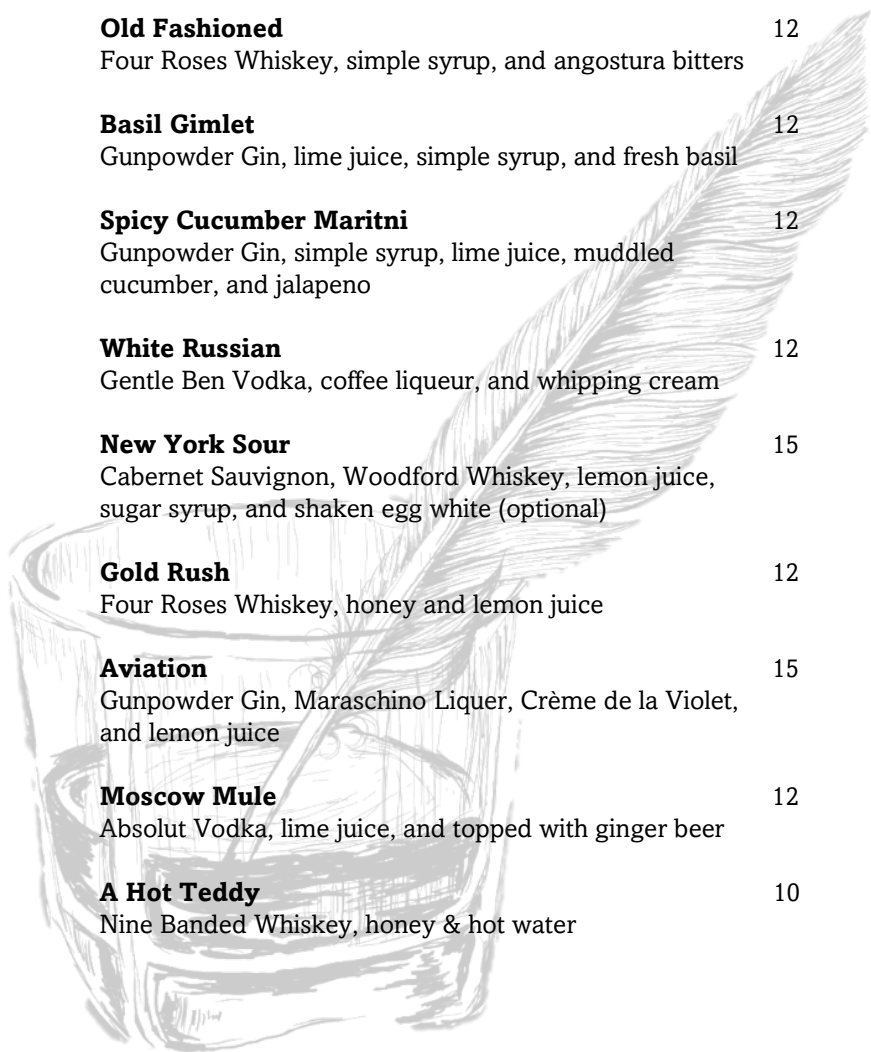 Old Fashioned 12
Four Roses Whiskey, simple syrup, and angostura bitters
Basil Gimlet 12
Gunpowder Gin, lime juice, simple syrup, and fresh basil
Spicy Cucumber Maritni 12
Gunpowder Gin, simple syrup, lime juice, muddled
cucumber, and jalapeno
White Russian 12
Gentle Ben Vodka, coffee liqueur, and whipping cream
New York Sour 15
Cabernet Sauvignon, Woodford Whiskey, lemon juice,
sugar syrup, and shaken egg white (optional)
Gold Rush 12
Four Roses Whiskey, honey and lemon juice
Aviation 15
Gunpowder Gin, Maraschino Liquer, Crème de la Violet,
and lemon juice
Moscow Mule 12
Absolut Vodka, lime juice, and topped with ginger beer
A Hot Teddy 10
Nine Banded Whiskey, honey & hot water